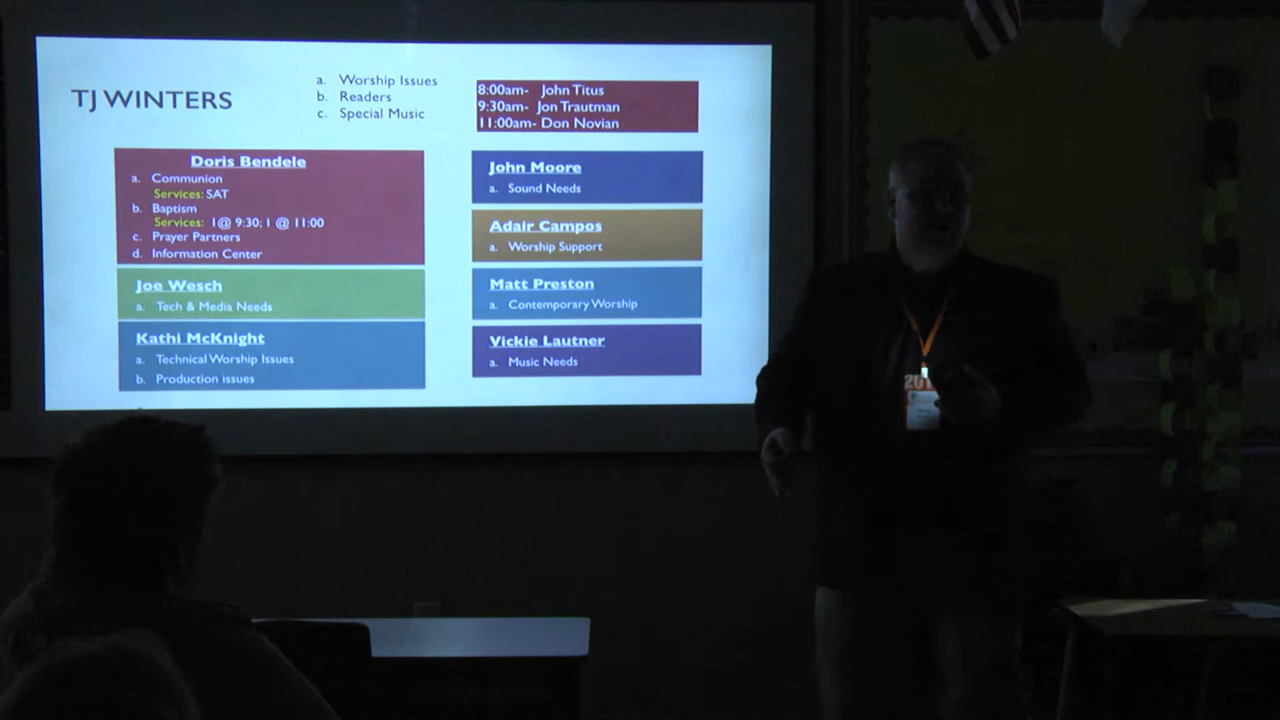 TJ WINTERS
a. Worship Issues
b. Readers
c. Special Music
8:00am- John Titus
9:30am- Jon Trautman
11:00am- Don Novian
Doris Bendele
a. Communion
Services: SAT
b. Baptism
Services: 1@ 9:30; 1 @ 11:00
c. Prayer Partners
d. Information Center
Joe Wesch
a. Tech & Media Needs
Kathi McKnight
a. Technical Worship Issues
b. Production issues
John Moore
a. Sound Needs
Adair Campos
a. Worship Support
Matt Preston
a. Contemporary Worship
Vickie Lautner
a. Music Needs